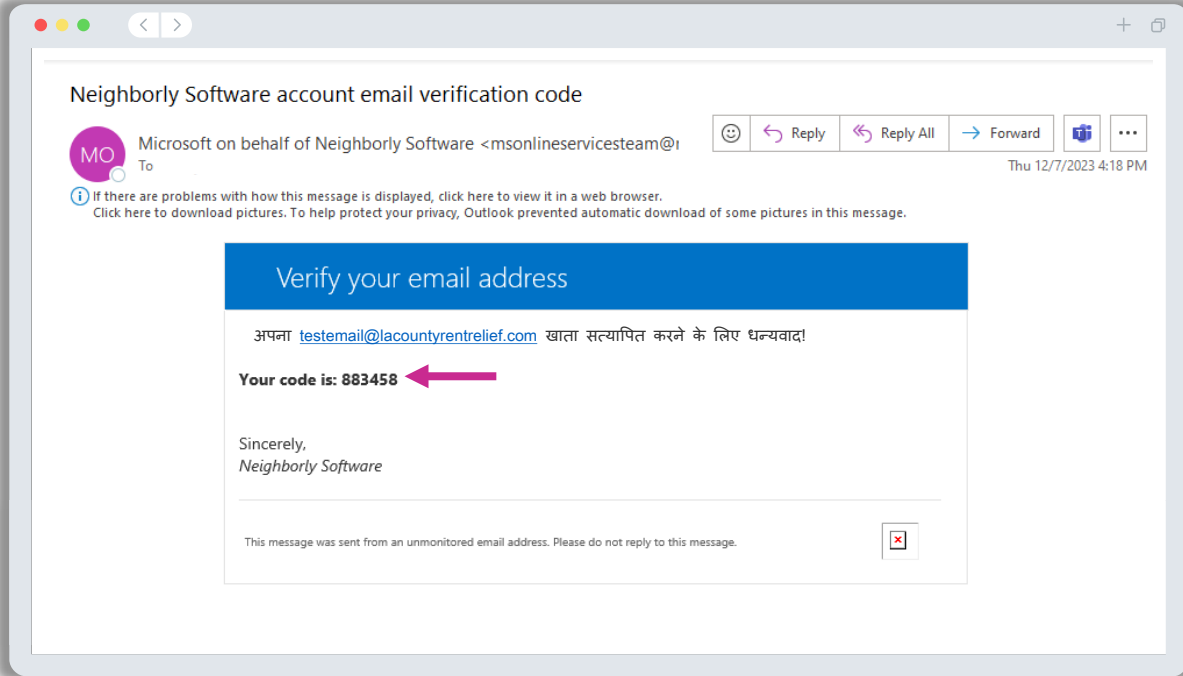 Neighborly Software account email verification code
MO
Microsoft on behalf of Neighborly Software <msonlineservicesteam@r
Reply
Reply All
Forward
To
Thu 12/7/2023 4:18 PM
If there are problems with how this message is displayed, click here to view it in a web browser.
Click here to download pictures. To help protect your privacy, Outlook prevented automatic download of some pictures in this message.
Verify your email address
अपना testemail@lacountyrentrelief.com खाता सत्यापित करने के लिए धन्यवाद!
Your code is: 883458
Sincerely,
Neighborly Software
This message was sent from an unmonitored email address. Please do not reply to this message.